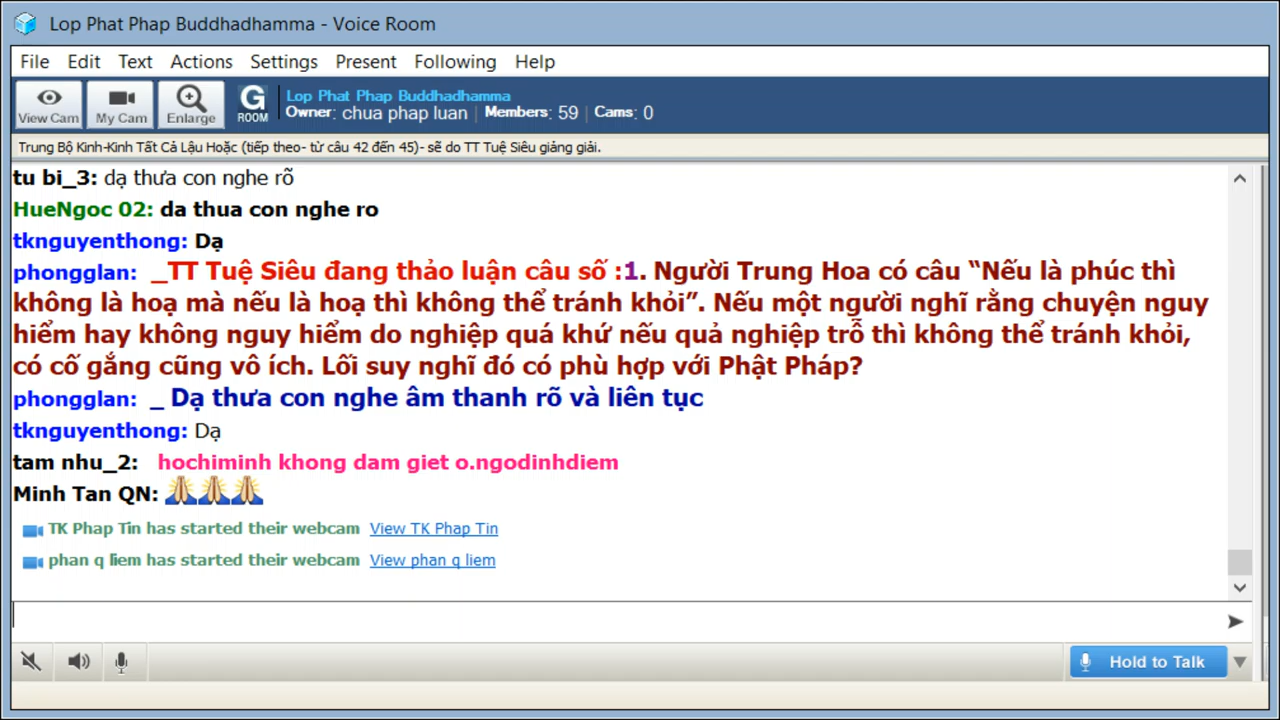 Lop Phat Phap Buddhadhamma - Voice Room
File Edit Text Actions Settings Present Following Help
View Cam My Cam Enlarge G ROOM
Lop Phat Phap Buddhadhamma
Owner: chua phap luan | Members: 59 | Cams: 0
Trung Bộ Kinh-Kinh Tất Cả Lậu Hoặc (tiếp theo- từ câu 42 đến 45)- sẽ do TT Tuệ Siêu giảng giải.
tu bi_3: dạ thưa con nghe rõ
HueNgoc 02: da thua con nghe ro
tknguyenthong: Dạ
phongglan: _TT Tuệ Siêu đang thảo luận câu số :1. Người Trung Hoa có câu “Nếu là phúc thì
không là hoạ mà nếu là hoạ thì không thể tránh khỏi”. Nếu một người nghĩ rằng chuyện nguy
hiểm hay không nguy hiểm do nghiệp quá khứ nếu quả nghiệp trỗ thì không thể tránh khỏi,
có cố gắng cũng vô ích. Lối suy nghĩ đó có phù hợp với Phật Pháp?
phongglan: _ Dạ thưa con nghe âm thanh rõ và liên tục
tknguyenthong: Dạ
tam nhu_2: hochiminh khong dam giet o.ngodinhdiem
Minh Tan QN: 🙏🙏🙏
TK Phap Tin has started their webcam View TK Phap Tin
phan q liem has started their webcam View phan q liem
Hold to Talk